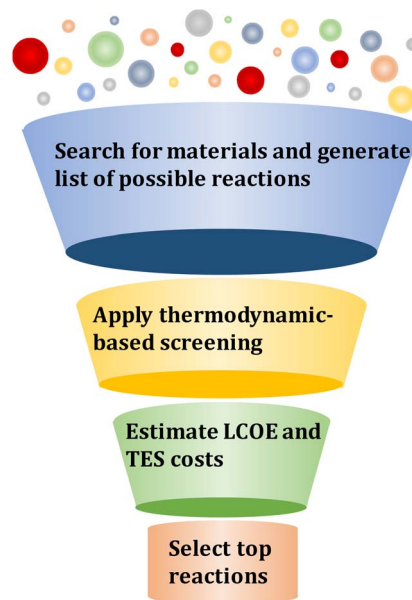 Search for materials and generate
list of possible reactions
Apply thermodynamic-
based screening
Estimate LCOE and
TES costs
Select top
reactions